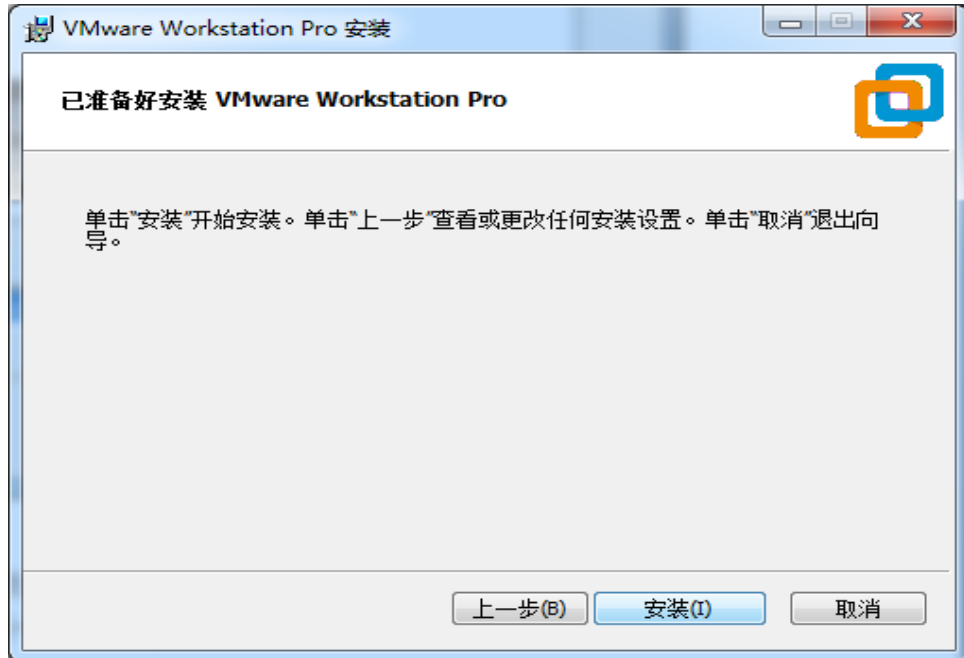 VMware Workstation Pro 安装
已准备好安装 VMware Workstation Pro
单击"安装"开始安装。单击"上一步"查看或更改任何安装设置。单击"取消"退出向
导。
上一步(B) 安装(I) 取消